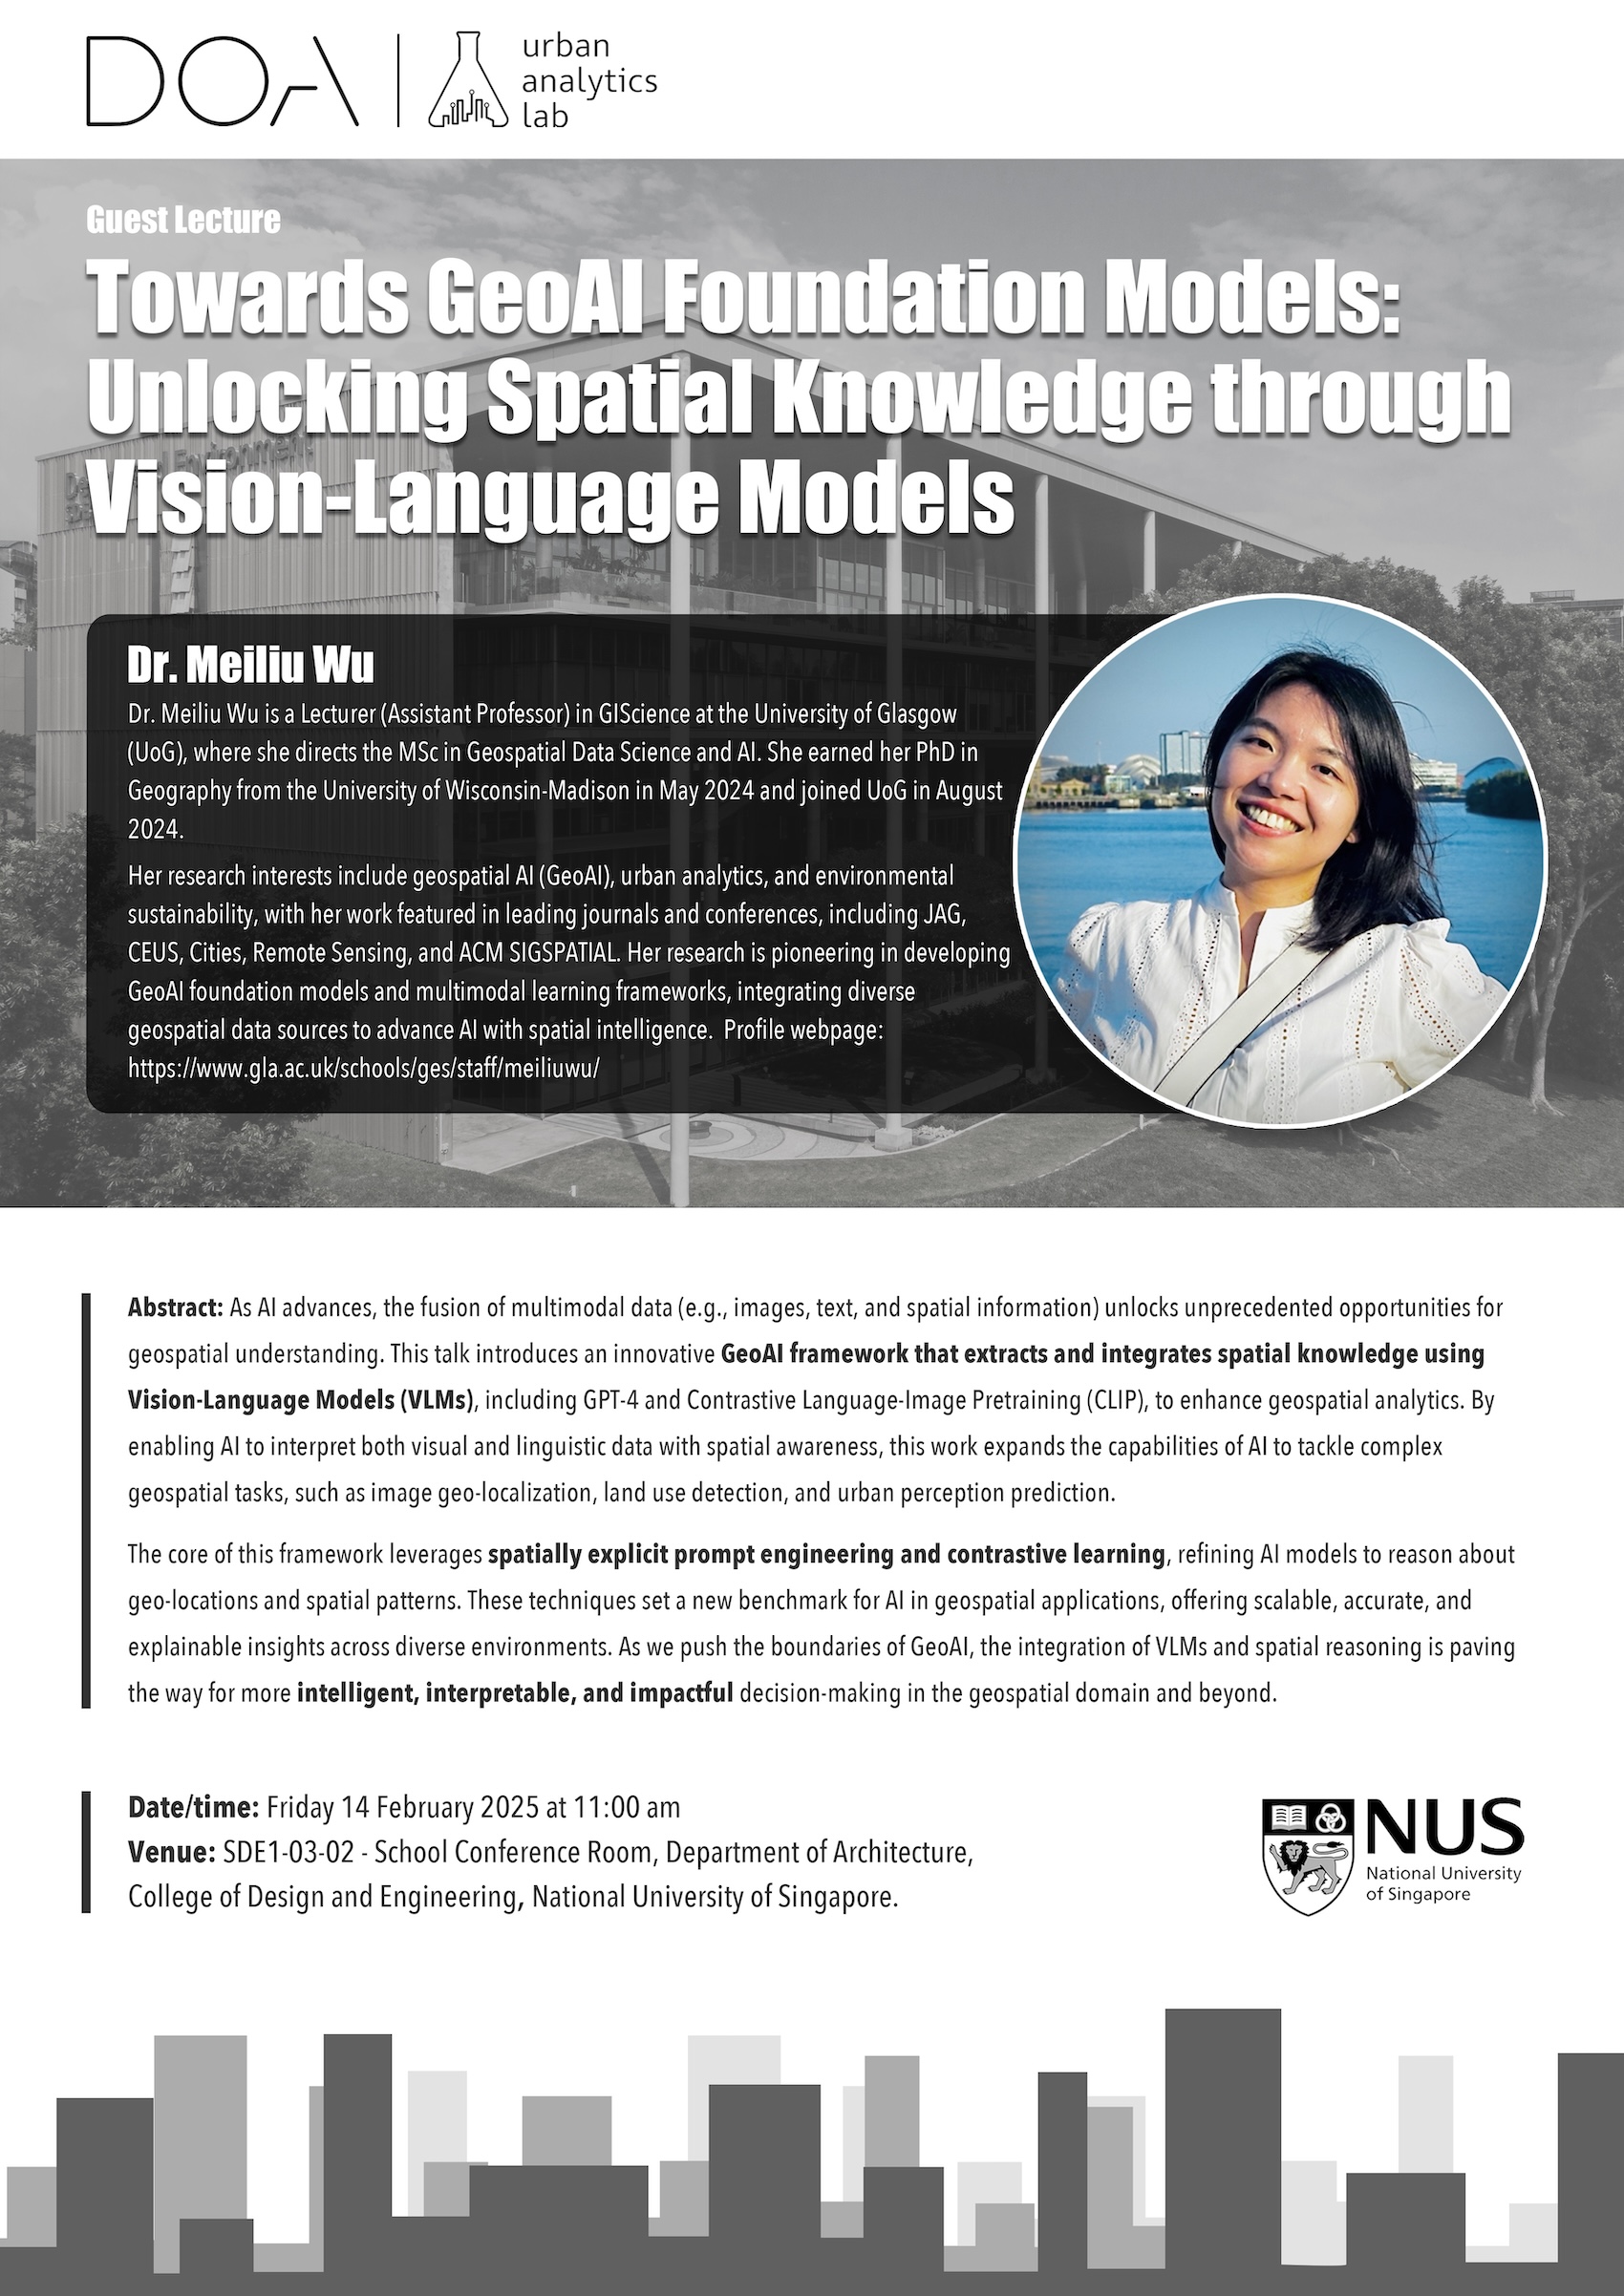 DOA
urban
analytics
lab
Guest Lecture
Towards GeoAI Foundation Models:
Unlocking Spatial Knowledge through
Vision-Language Models
Dr. Meiliu Wu
Dr. Meiliu Wu is a Lecturer (Assistant Professor) in GIScience at the University of Glasgow
(UoG), where she directs the MSc in Geospatial Data Science and AI. She earned her PhD in
Geography from the University of Wisconsin-Madison in May 2024 and joined UoG in August
2024.
Her research interests include geospatial AI (GeoAI), urban analytics, and environmental
sustainability, with her work featured in leading journals and conferences, including JAG,
CEUS, Cities, Remote Sensing, and ACM SIGSPATIAL. Her research is pioneering in developing
GeoAI foundation models and multimodal learning frameworks, integrating diverse
geospatial data sources to advance AI with spatial intelligence.  Profile webpage:
https://www.gla.ac.uk/schools/ges/staff/meiliuwu/
Abstract: As AI advances, the fusion of multimodal data (e.g., images, text, and spatial information) unlocks unprecedented opportunities for
geospatial understanding. This talk introduces an innovative GeoAI framework that extracts and integrates spatial knowledge using
Vision-Language Models (VLMs), including GPT-4 and Contrastive Language-Image Pretraining (CLIP), to enhance geospatial analytics. By
enabling AI to interpret both visual and linguistic data with spatial awareness, this work expands the capabilities of AI to tackle complex
geospatial tasks, such as image geo-localization, land use detection, and urban perception prediction.
The core of this framework leverages spatially explicit prompt engineering and contrastive learning, refining AI models to reason about
geo-locations and spatial patterns. These techniques set a new benchmark for AI in geospatial applications, offering scalable, accurate, and
explainable insights across diverse environments. As we push the boundaries of GeoAI, the integration of VLMs and spatial reasoning is paving
the way for more intelligent, interpretable, and impactful decision-making in the geospatial domain and beyond.
Date/time: Friday 14 February 2025 at 11:00 am
Venue: SDE1-03-02 - School Conference Room, Department of Architecture,
College of Design and Engineering, National University of Singapore.
NUS
National University
of Singapore